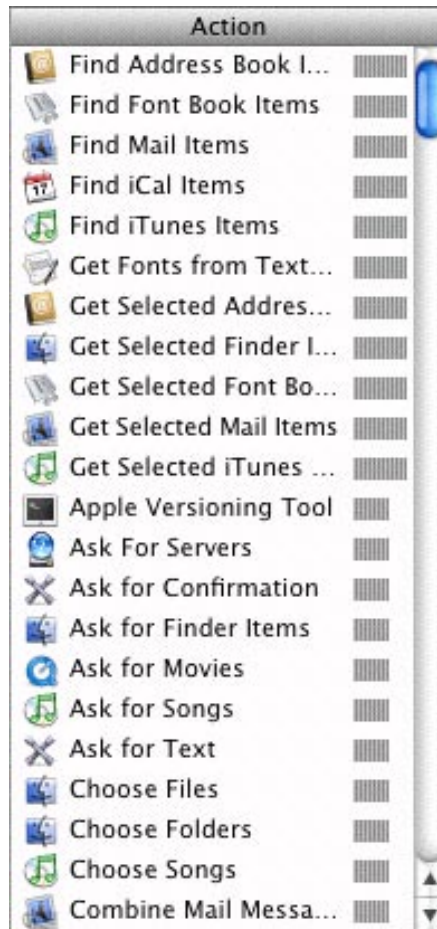 Action
Find Address Book I...
Find Font Book Items
Find Mail Items
17
Find iCal Items
Find iTunes Items
Get Fonts from Text...
Get Selected Addres...
Get Selected Finder I...
Get Selected Font Bo...
Get Selected Mail Items
Get Selected iTunes ...
Apple Versioning Tool
Ask For Servers
Ask for Confirmation
Ask for Finder Items
Ask for Movies
Ask for Songs
Ask for Text
Choose Files
Choose Folders
Choose Songs
Combine Mail Messa...